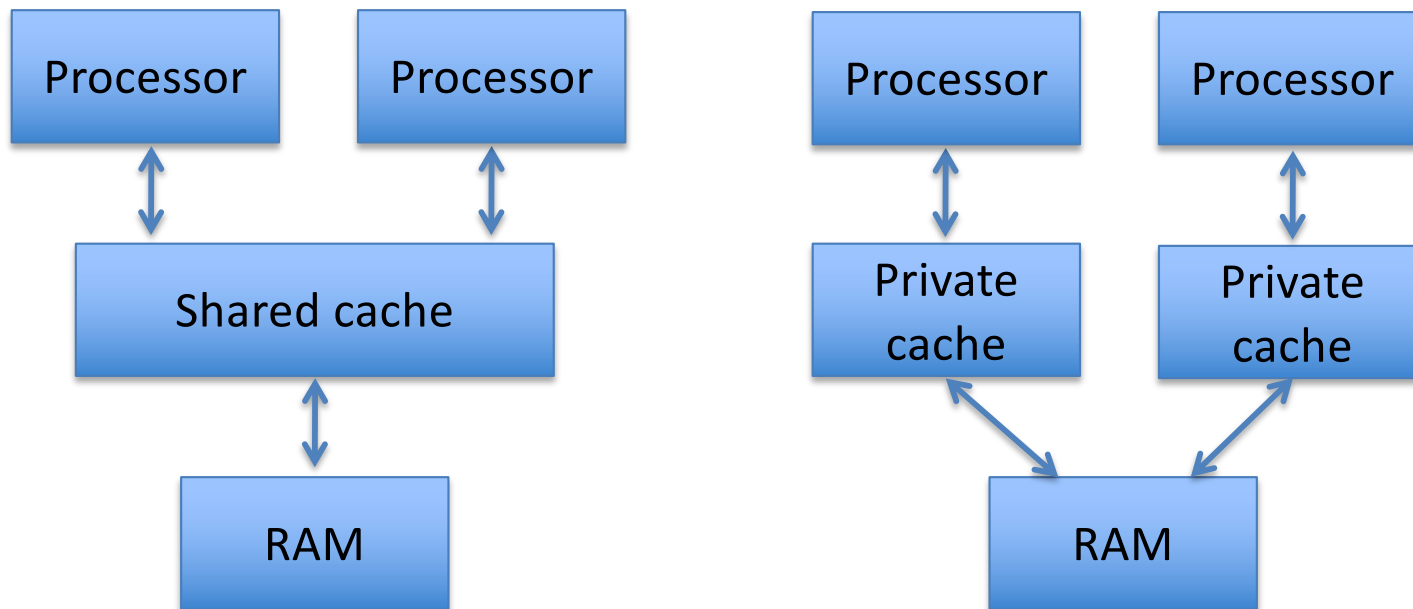 Processor
Processor
Shared cache
RAM
Processor
Processor
Private
cache
Private
cache
RAM